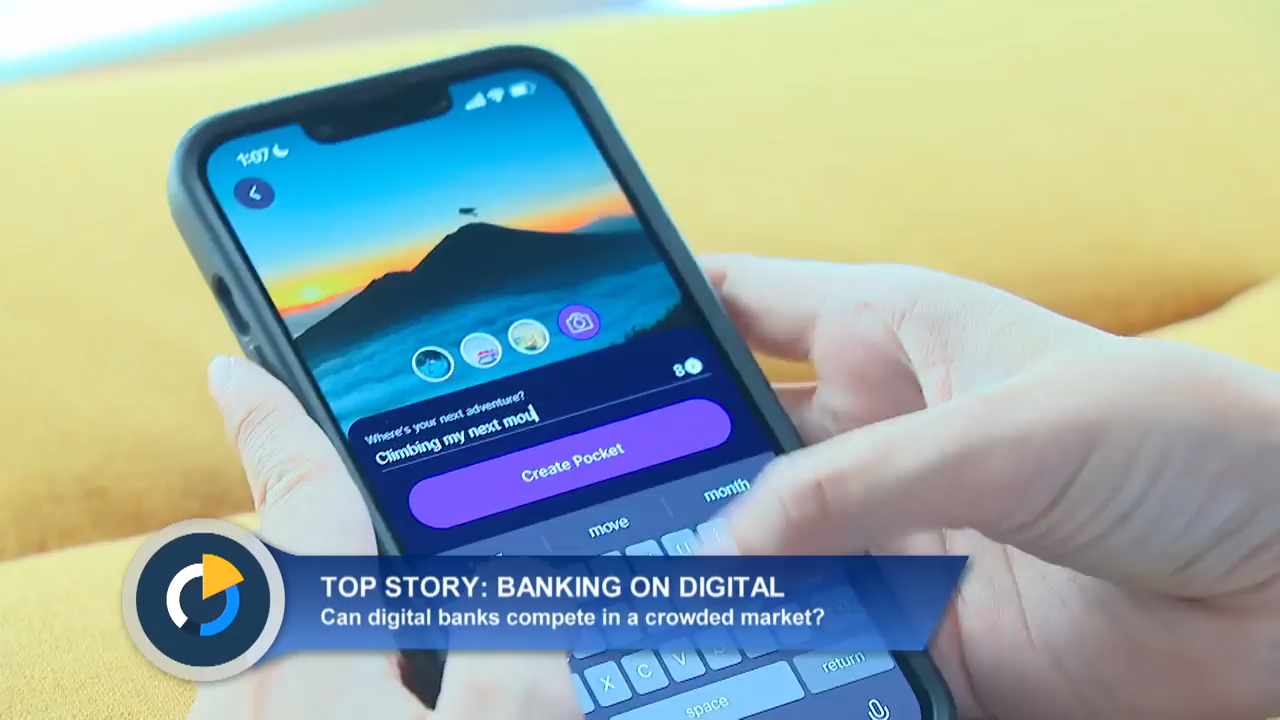 1:07
8
Where's your next adventure?
Climbing my next mou
Create Pocket
move
month
U
TOP STORY: BANKING ON DIGITAL
Can digital banks compete in a crowded market?
X C V
return
space